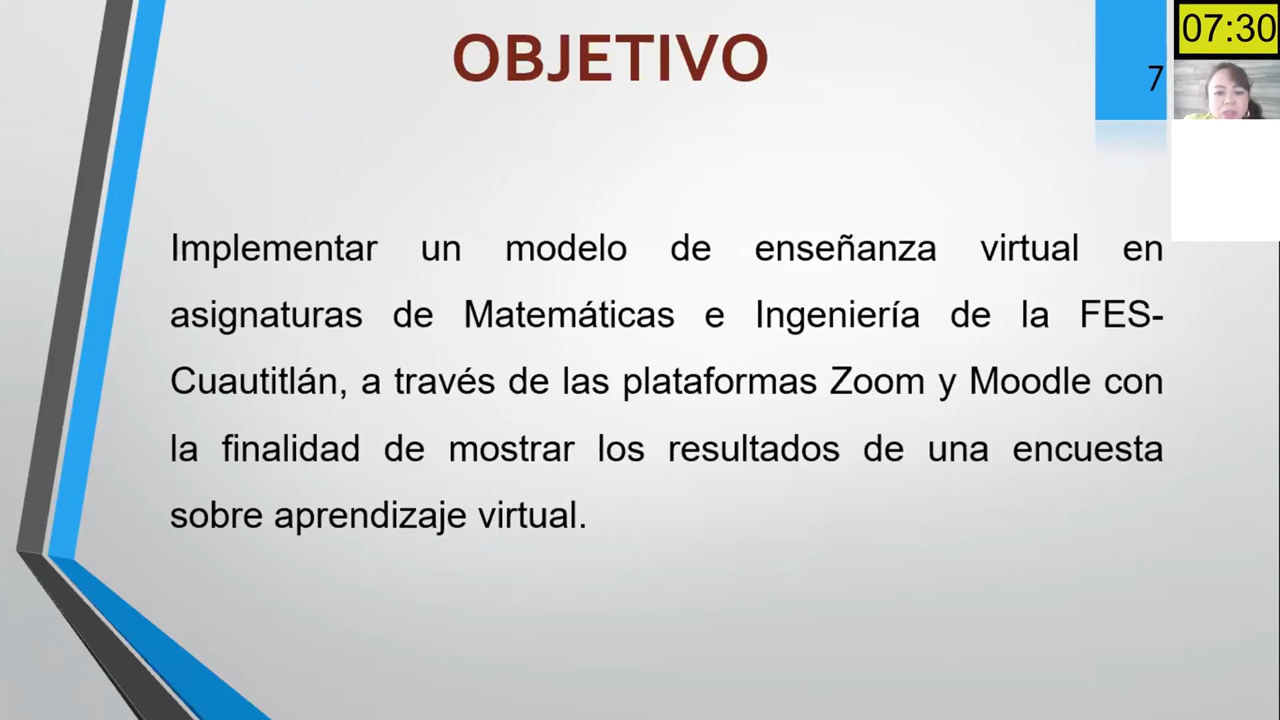 OBJETIVO
07:30
7
Implementar un modelo de enseñanza virtual en
asignaturas de Matemáticas e Ingeniería de la FES-
Cuautitlán, a través de las plataformas Zoom y Moodle con
la finalidad de mostrar los resultados de una encuesta
sobre aprendizaje virtual.